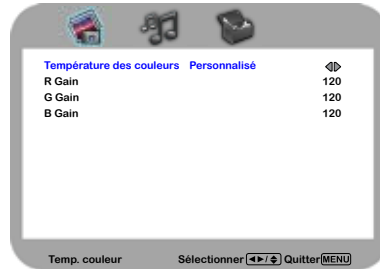 Température des couleurs Personnalisé
R Gain 120
G Gain 120
B Gain 120
Temp. couleur Sélectionner ◄►/♦ Quitter MENU